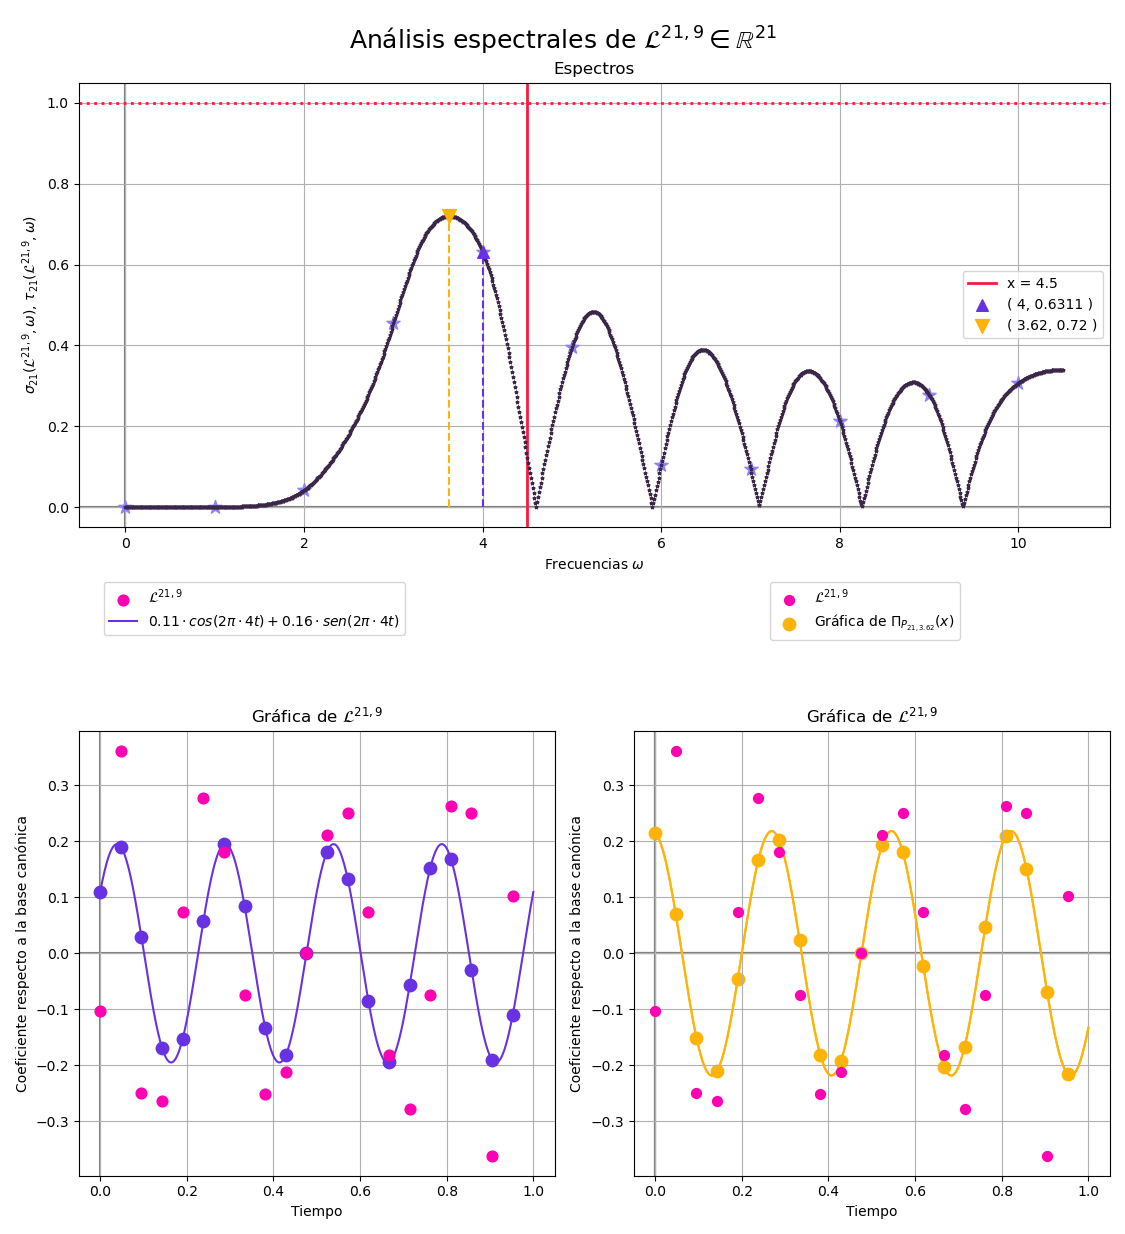 Análisis espectrales de 𝓛^{21,9} ∈ ℝ^{21}
Espectros
σ_{21}(𝓛^{21,9}, ω), τ_{21}(𝓛^{21,9}, ω)
1.0
0.8
0.6
0.4
0.2
0.0
x = 4.5
( 4, 0.6311 )
( 3.62, 0.72 )
0 2 4 6 8 10
Frecuencias ω
𝓛^{21,9}
0.11 · cos(2π · 4t) + 0.16 · sen(2π · 4t)
𝓛^{21,9}
Gráfica de Π_{P_{21,3.62}}(x)
Gráfica de 𝓛^{21,9}
Coeficiente respecto a la base canónica
0.3
0.2
0.1
0.0
−0.1
−0.2
−0.3
0.0 0.2 0.4 0.6 0.8 1.0
Tiempo
Gráfica de 𝓛^{21,9}
Coeficiente respecto a la base canónica
0.3
0.2
0.1
0.0
−0.1
−0.2
−0.3
0.0 0.2 0.4 0.6 0.8 1.0
Tiempo